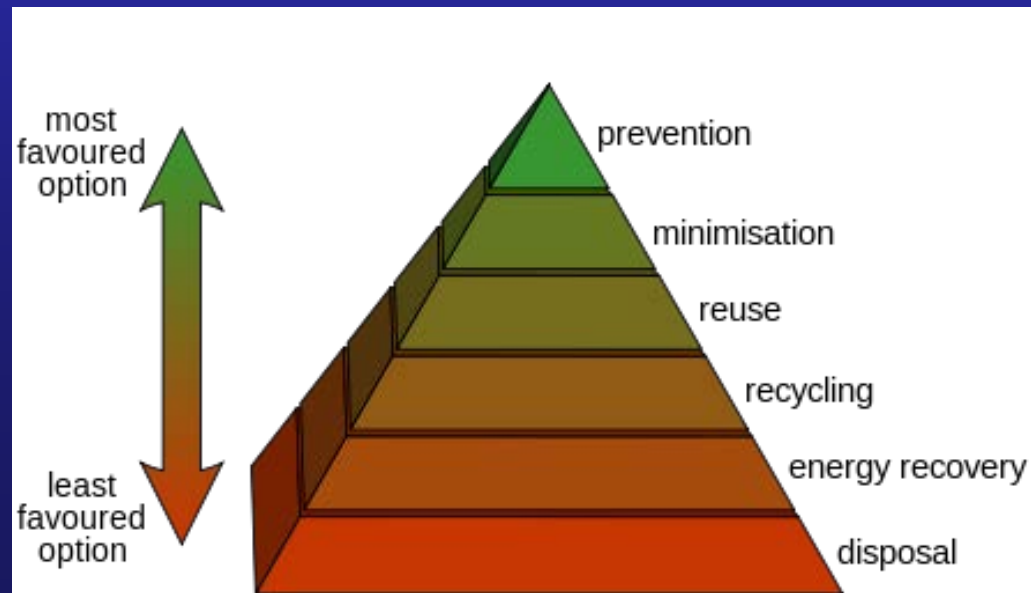 most
favoured
option
prevention
minimisation
reuse
recycling
energy recovery
least
favoured
option
disposal